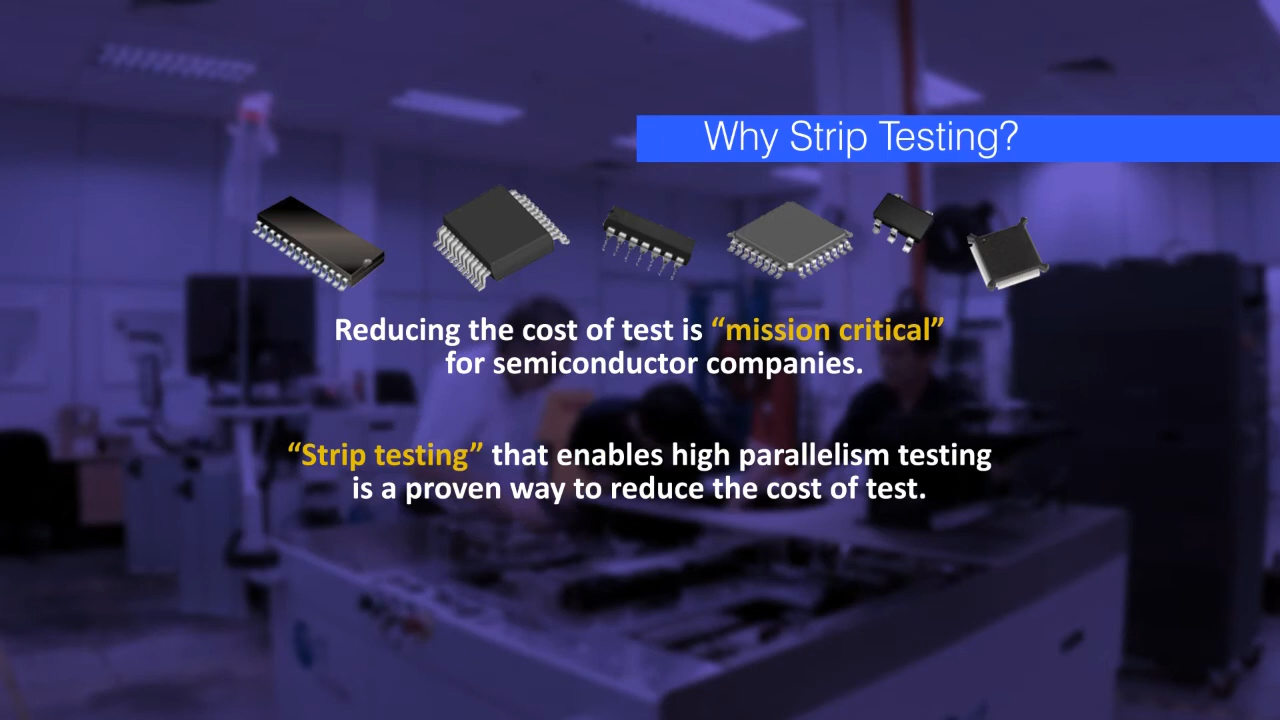 Why Strip Testing?
Reducing the cost of test is “mission critical”
for semiconductor companies.
“Strip testing” that enables high parallelism testing
is a proven way to reduce the cost of test.